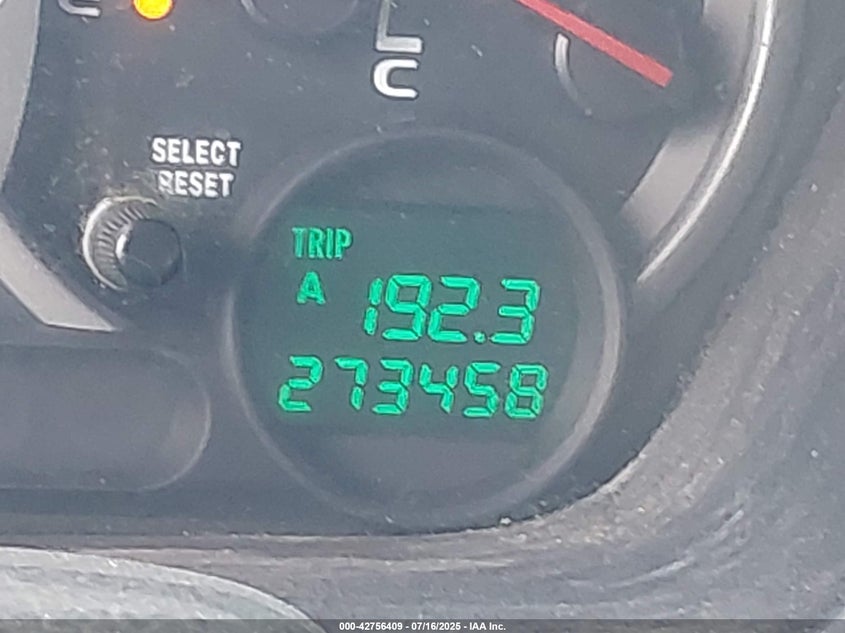 C
SELECT
RESET
TRIP
A 192.3
273458
000-42756409 - 07/16/2025 - IAA Inc.